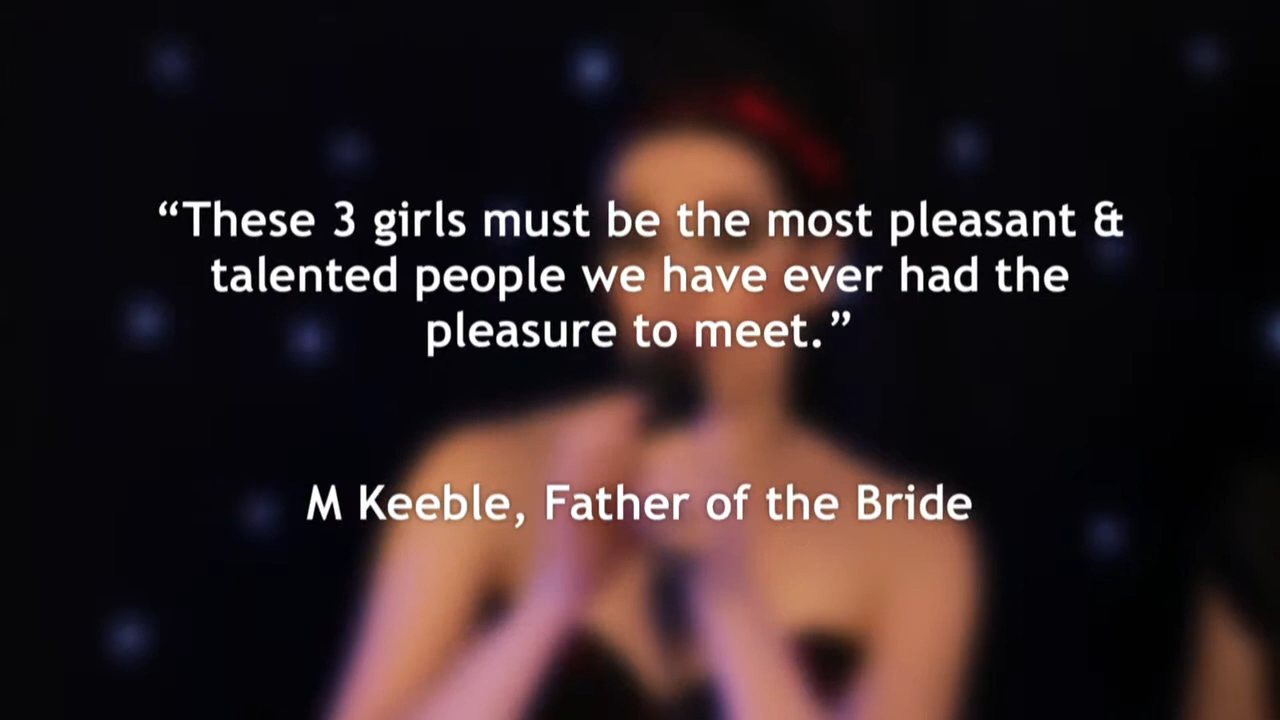 “These 3 girls must be the most pleasant &
talented people we have ever had the
pleasure to meet.”
M Keeble, Father of the Bride